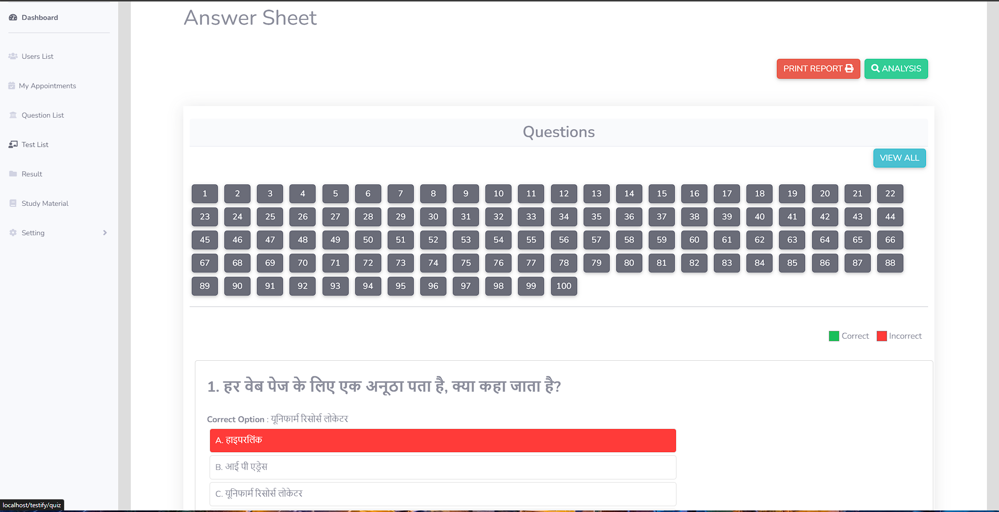 Dashboard
Users List
My Appointments
Question List
Test List
Result
Study Material
Setting
Answer Sheet
PRINT REPORT
ANALYSIS
Questions
VIEW ALL
1 2 3 4 5 6 7 8 9 10 11 12 13 14 15 16 17 18 19 20 21 22
23 24 25 26 27 28 29 30 31 32 33 34 35 36 37 38 39 40 41 42 43 44
45 46 47 48 49 50 51 52 53 54 55 56 57 58 59 60 61 62 63 64 65 66
67 68 69 70 71 72 73 74 75 76 77 78 79 80 81 82 83 84 85 86 87 88
89 90 91 92 93 94 95 96 97 98 99 100
Correct Incorrect
1. हर वेब पेज के लिए एक अनूठा पता है, क्या कहा जाता है?
Correct Option : यूनिफार्म रिसोर्स लोकेटर
A. हाइपरलिंक
B. आई पी एड्रेस
C. यूनिफार्म रिसोर्स लोकेटर
localhost/testify/quiz